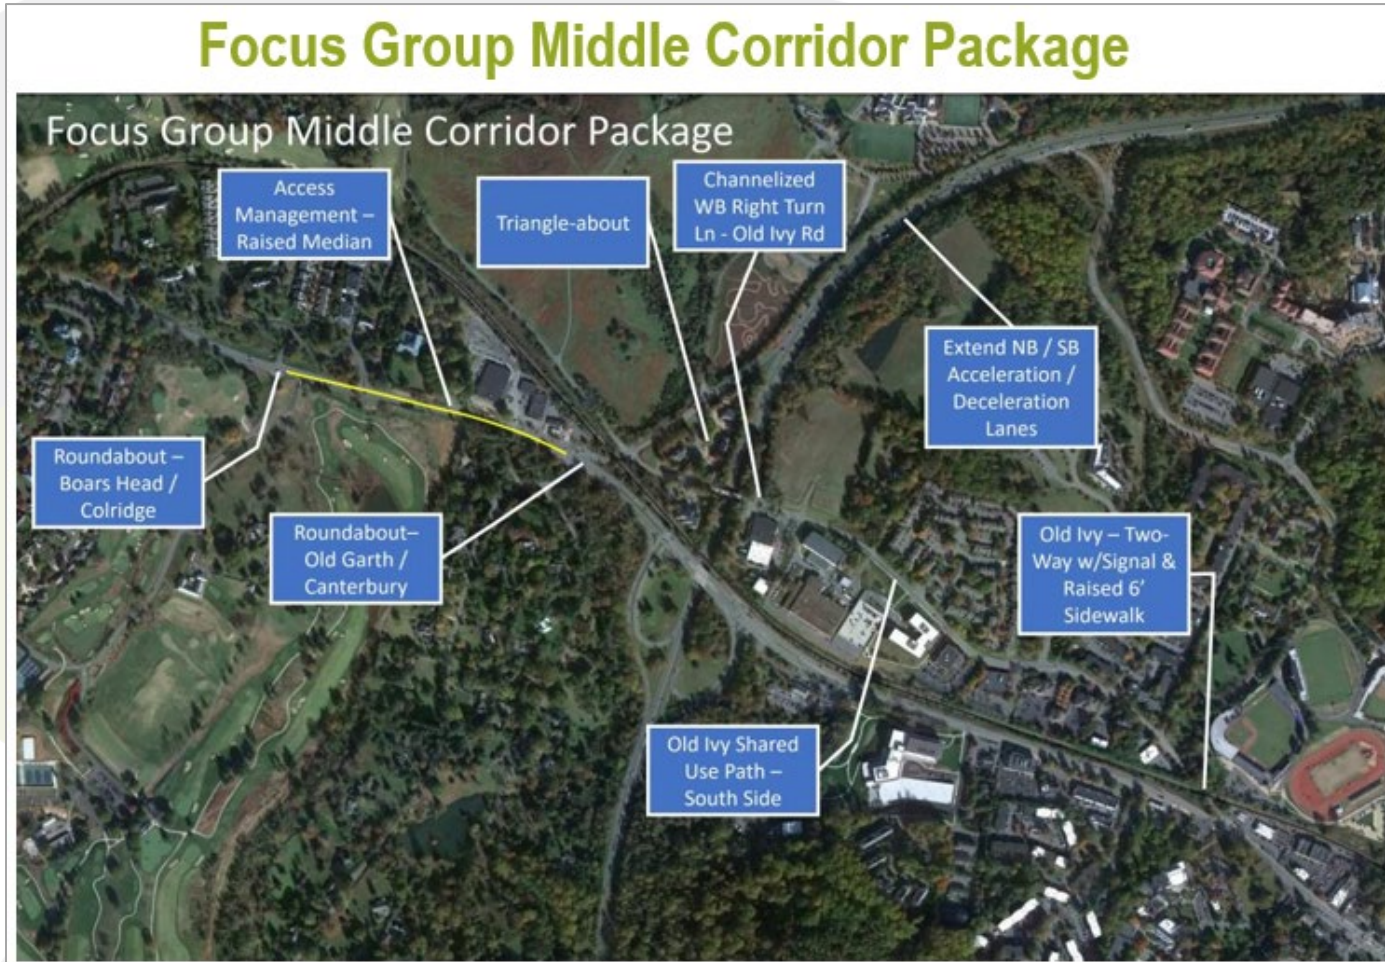 Focus Group Middle Corridor Package
Focus Group Middle Corridor Package
Access
Management –
Raised Median
Triangle-about
Channelized
WB Right Turn
Ln - Old Ivy Rd
Extend NB / SB
Acceleration /
Deceleration
Lanes
Roundabout –
Boars Head /
Colridge
Roundabout–
Old Garth /
Canterbury
Old Ivy – Two-
Way w/Signal &
Raised 6’
Sidewalk
Old Ivy Shared
Use Path –
South Side